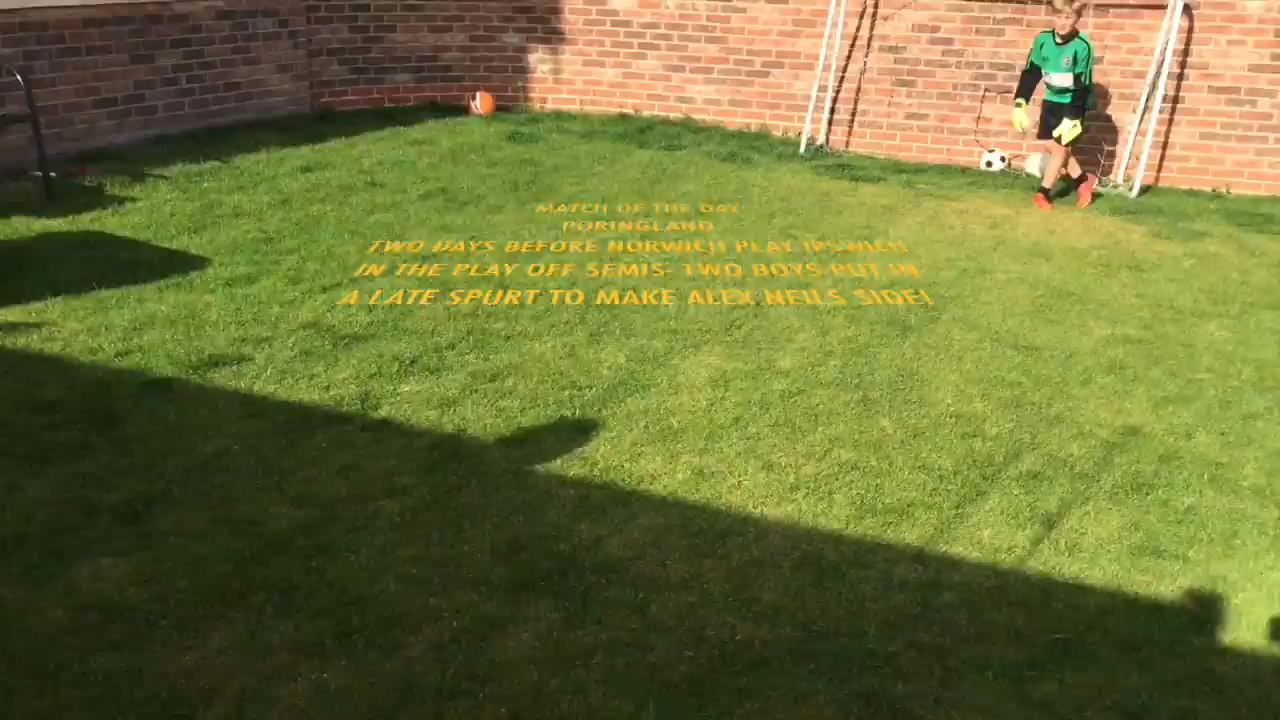 MATCH OF THE DAY
PORINGLAND
TWO DAYS BEFORE NORWICH PLAY IPSWICH
IN THE PLAY OFF SEMIS- TWO BOYS PUT IN
A LATE SPURT TO MAKE ALEX NEILS SIDE!